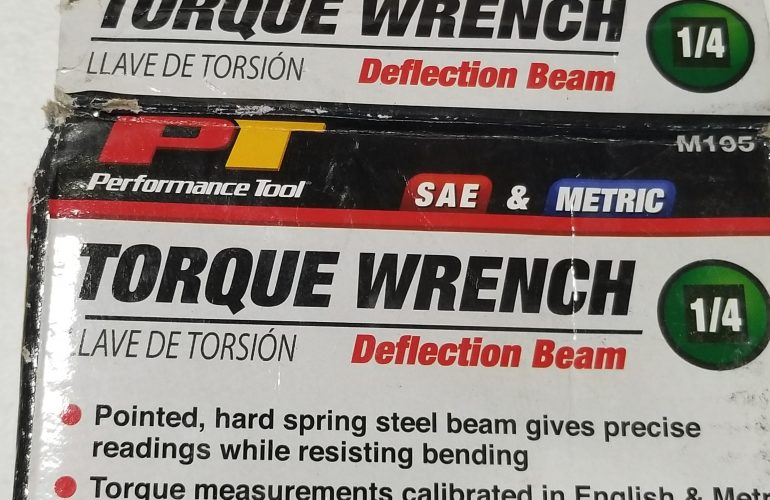 TORQUE WRENCH
1/4
LLAVE DE TORSIÓN
Deflection Beam
PT
M195
Performance Tool
SAE & METRIC
TORQUE WRENCH
1/4
LLAVE DE TORSIÓN
Deflection Beam
Pointed, hard spring steel beam gives precise
readings while resisting bending
Torque measurements calibrated in English &